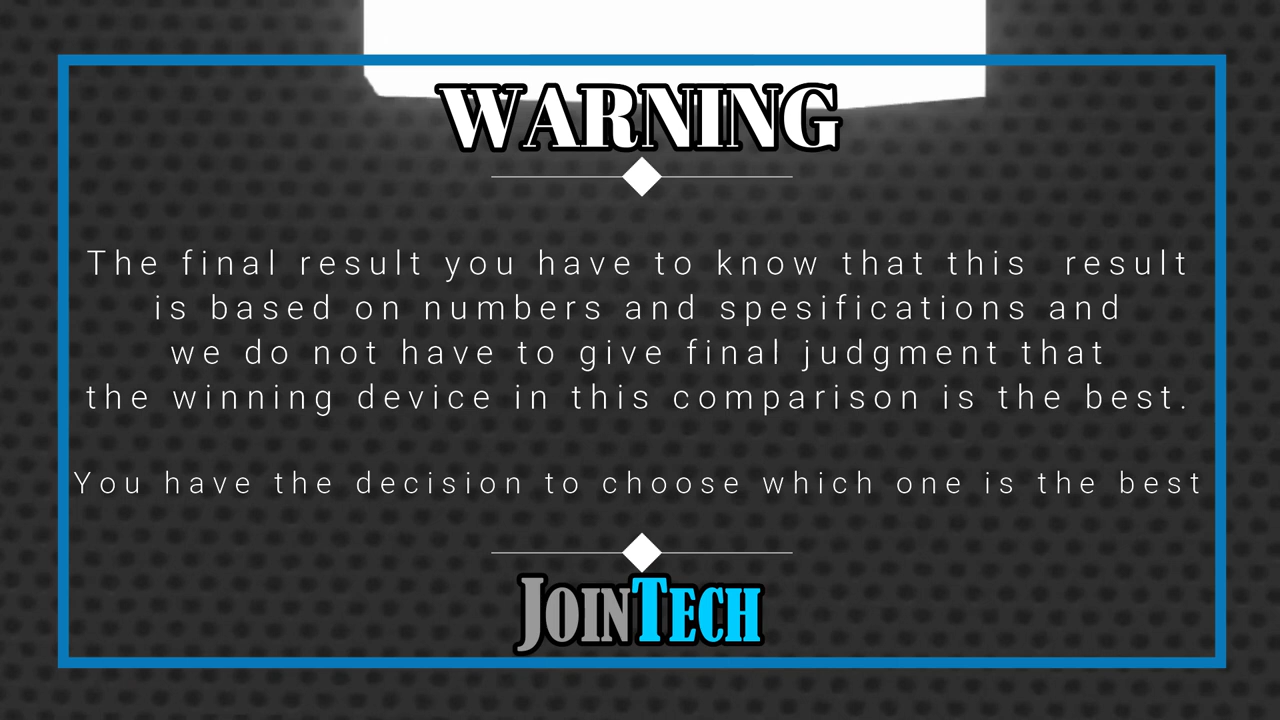 WARNING
The final result you have to know that this result
is based on numbers and spesifications and
we do not have to give final judgment that
the winning device in this comparison is the best.
You have the decision to choose which one is the best
JOINTECH